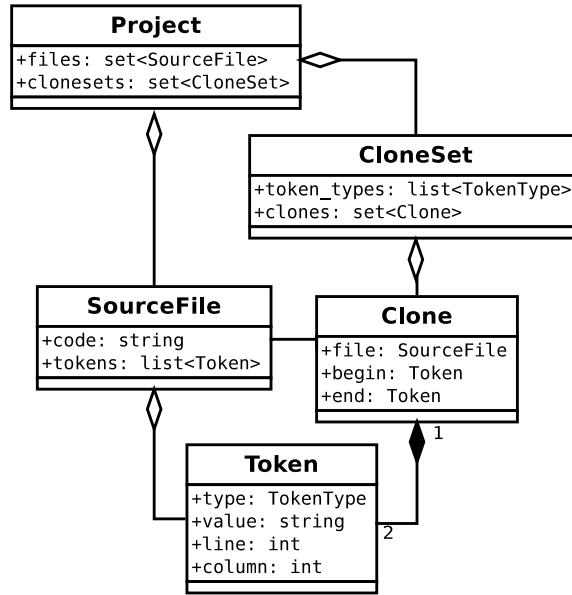 Project
+files: set<SourceFile>
+clonesets: set<CloneSet>
CloneSet
+token_types: list<TokenType>
+clones: set<Clone>
SourceFile
+code: string
+tokens: list<Token>
Clone
+file: SourceFile
+begin: Token
+end: Token
1
Token
+type: TokenType
+value: string
+line: int
+column: int
2